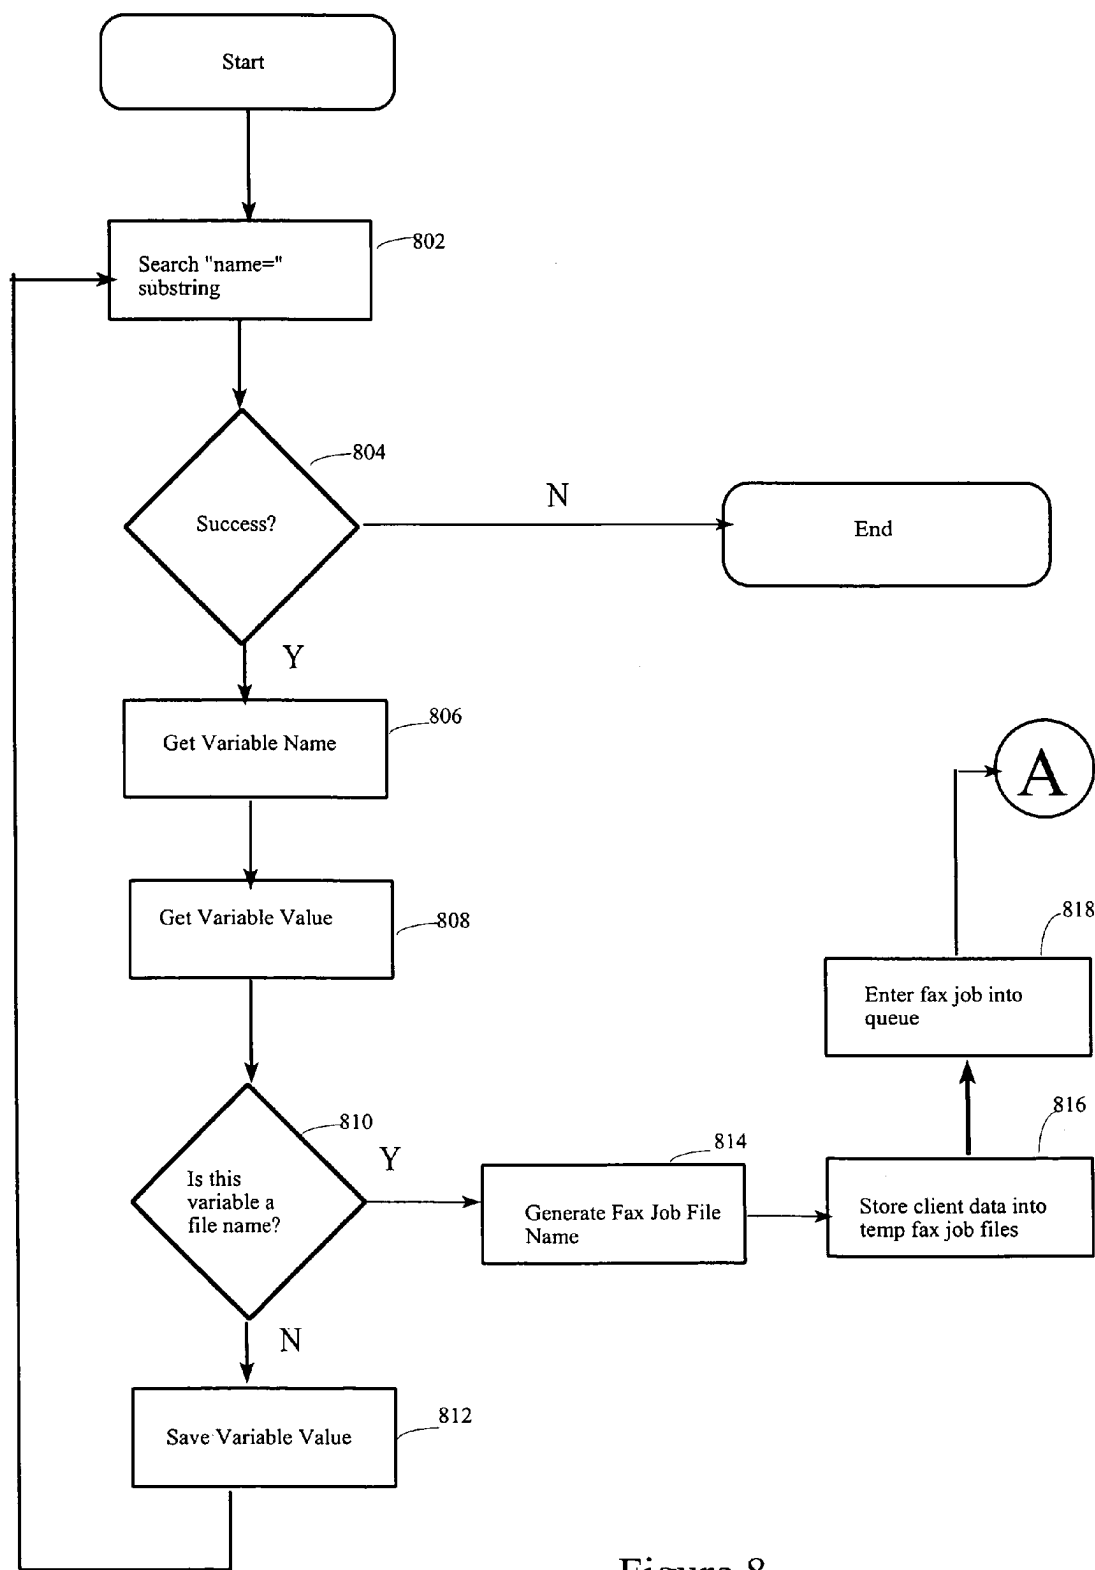 Start
802
Search "name="
substring
804
Success?
N
End
Y
806
Get Variable Name
A
Get Variable Value
808
818
Enter fax job into
queue
810
Is this
variable a
file name?
Y
814
Generate Fax Job File
Name
816
Store client data into
temp fax job files
N
812
Save Variable Value
Figure 8